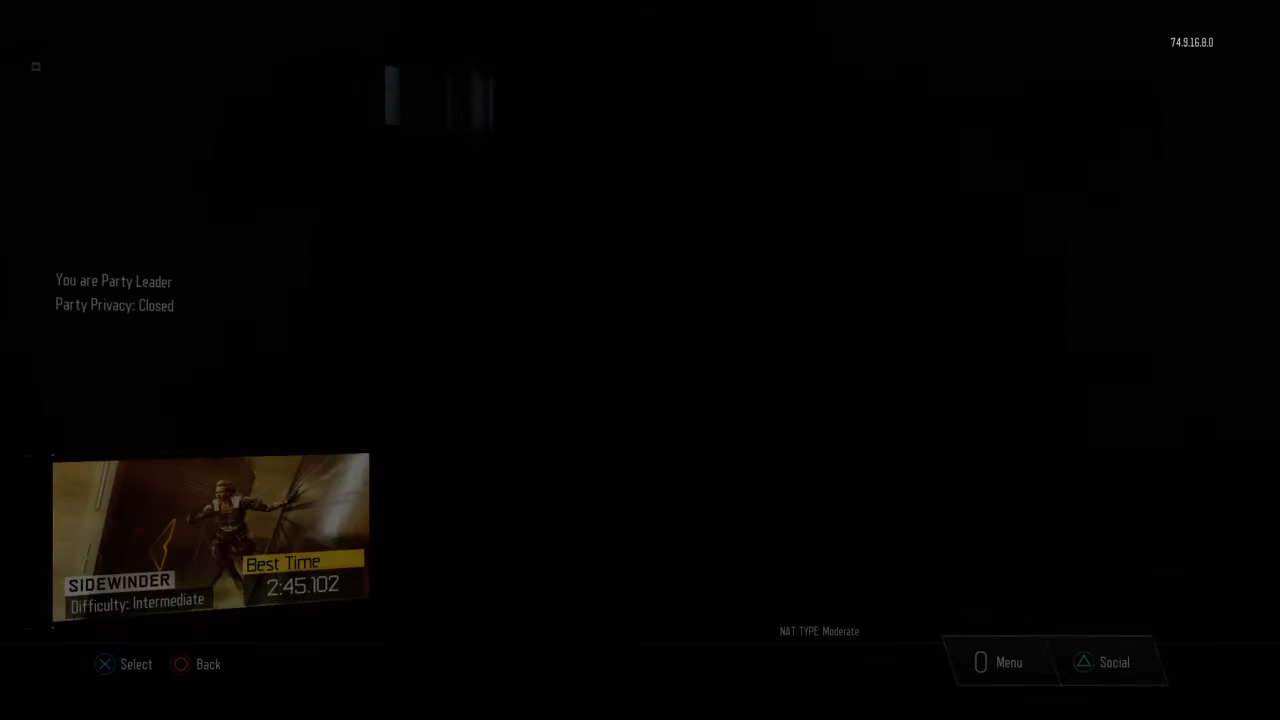 74.9.16.8.0
You are Party Leader
Party Privacy: Closed
Best Time
2:45.102
SIDEWINDER
Difficulty: Intermediate
NAT TYPE: Moderate
Select
Back
Menu
Social